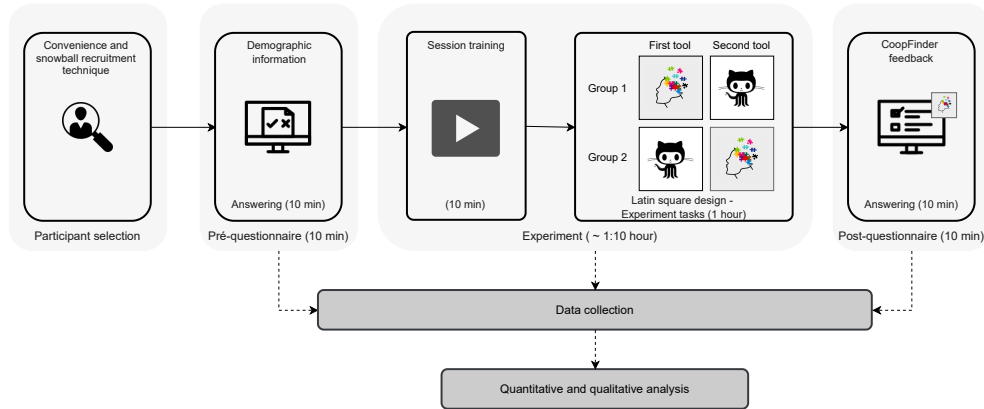 Convenience and
snowball recruitment
technique
Participant selection
Demographic
information
Answering (10 min)
Pré-questionnaire (10 min)
Session training
(10 min)
First tool
Second tool
Group 1
Group 2
Latin square design -
Experiment tasks (1 hour)
Experiment ( ~ 1:10 hour)
CoopFinder
feedback
Answering (10 min)
Post-questionnaire (10 min)
Data collection
Quantitative and qualitative analysis